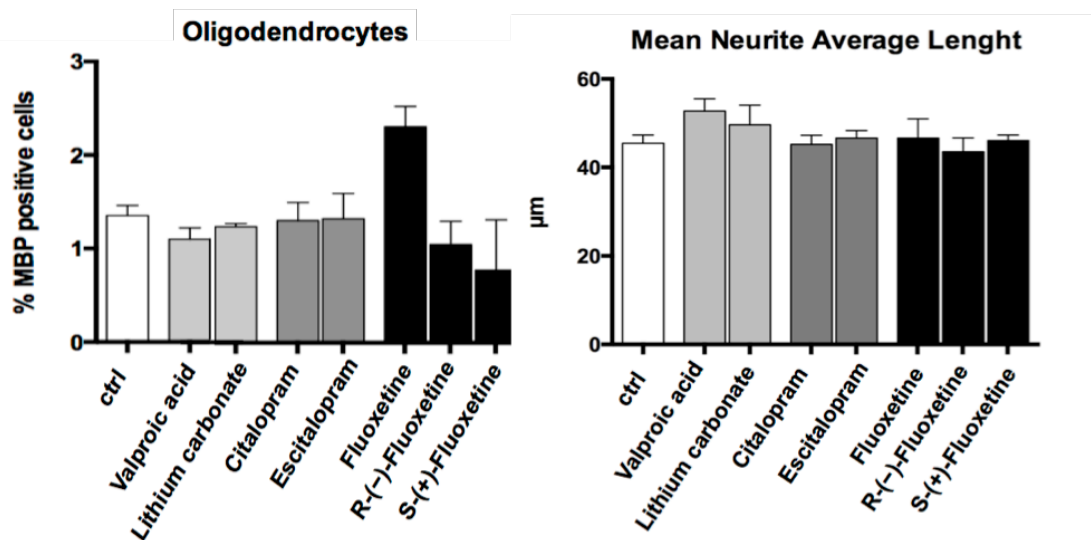 Oligodendrocytes
% MBP positive cells
3
2
1
0
ctrl
Valproic acid
Lithium carbonate
Citalopram
Escitalopram
Fluoxetine
R-(−)-Fluoxetine
S-(+)-Fluoxetine
Mean Neurite Average Lenght
µm
60
40
20
0
ctrl
Valproic acid
Lithium carbonate
Citalopram
Escitalopram
Fluoxetine
R-(−)-Fluoxetine
S-(+)-Fluoxetine